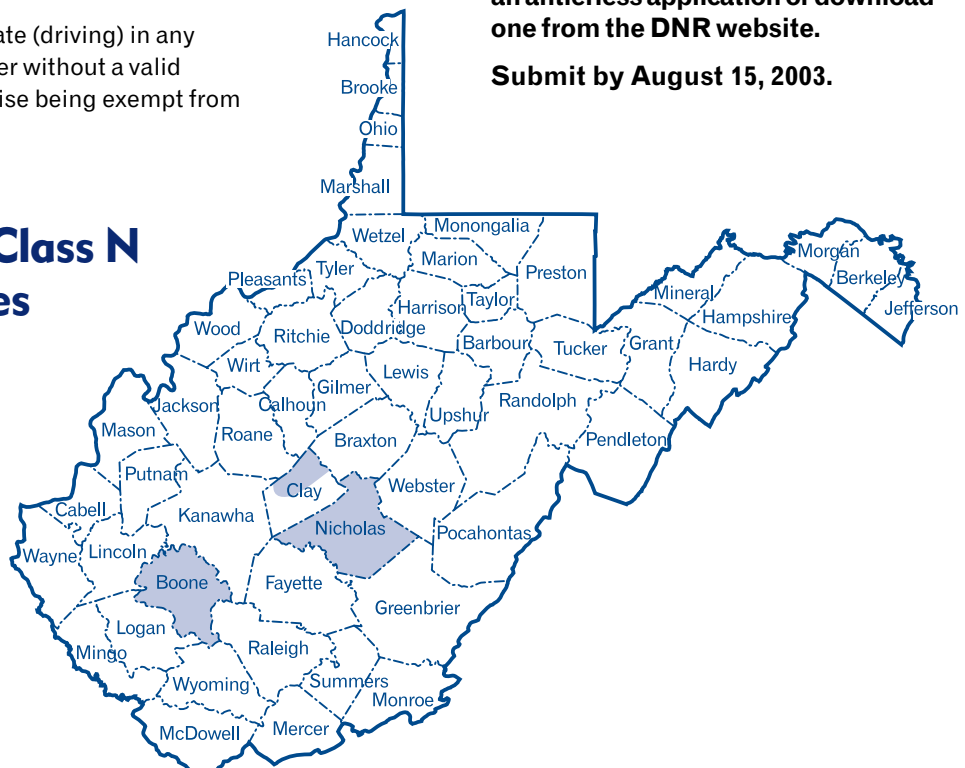 ate (driving) in any
er without a valid
ise being exempt from
one from the DNR website.
Submit by August 15, 2003.
Class N
es
Hancock
Brooke
Ohio
Marshall
Wetzel
Monongalia
Marion
Preston
Tyler
Pleasants
Harrison
Taylor
Doddridge
Ritchie
Wood
Wirt
Barbour
Tucker
Grant
Mineral
Hampshire
Morgan
Berkeley
Jefferson
Hardy
Lewis
Gilmer
Calhoun
Jackson
Roane
Mason
Braxton
Upshur
Randolph
Pendleton
Putnam
Clay
Webster
Cabell
Kanawha
Nicholas
Pocahontas
Wayne
Lincoln
Boone
Fayette
Greenbrier
Logan
Mingo
Raleigh
Wyoming
Summers
Monroe
McDowell
Mercer